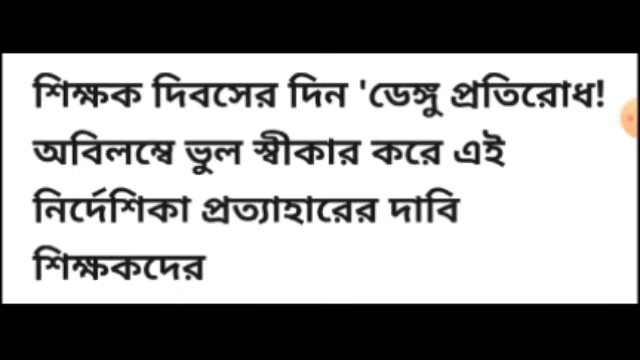 শিক্ষক দিবসের দিন 'ডেঙ্গু প্রতিরোধ!
অবিলম্বে ভুল স্বীকার করে এই
নির্দেশিকা প্রত্যাহারের দাবি
শিক্ষকদের